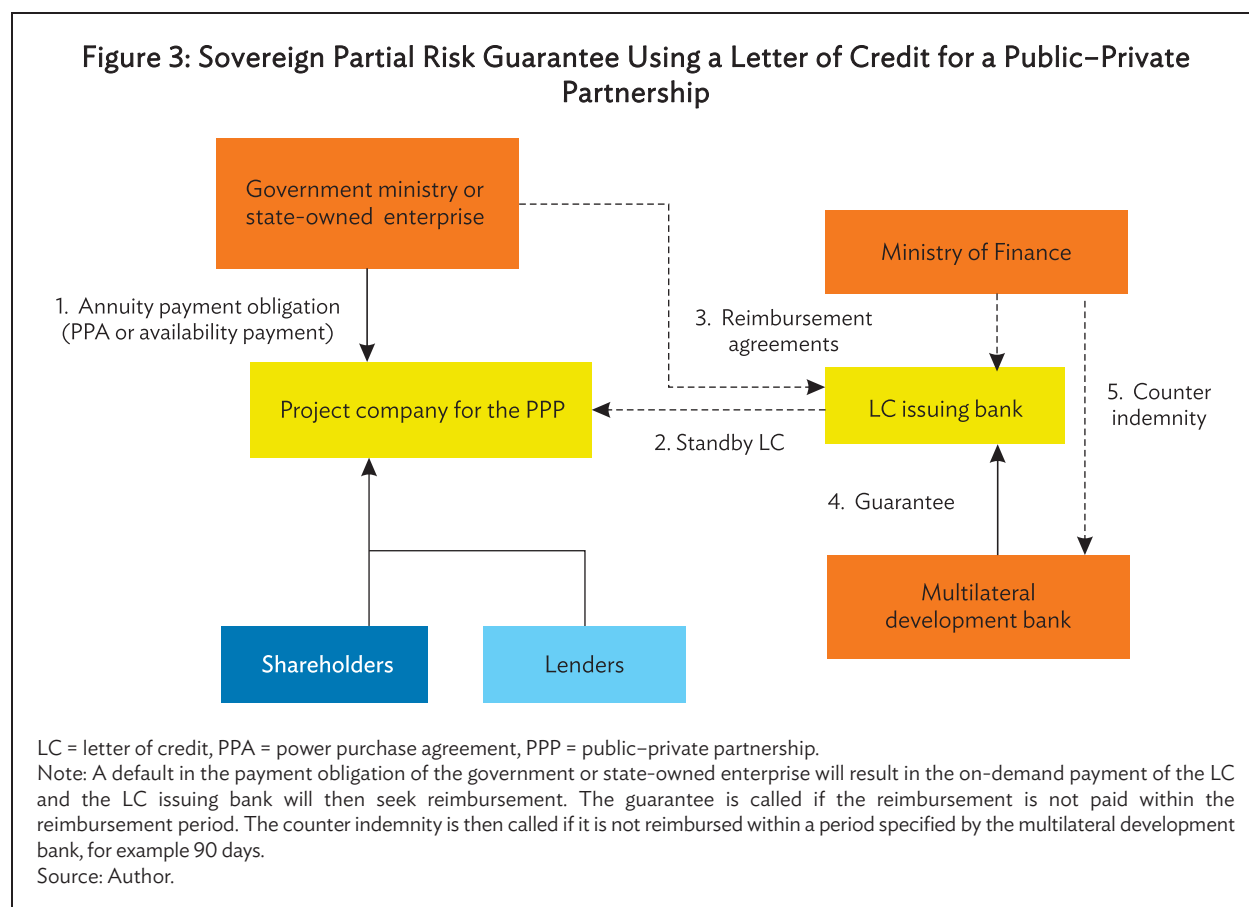 Figure 3: Sovereign Partial Risk Guarantee Using a Letter of Credit for a Public–Private
Partnership
Government ministry or
state-owned enterprise
Ministry of Finance
1. Annuity payment obligation
(PPA or availability payment)
3. Reimbursement
agreements
Project company for the PPP
LC issuing bank
5. Counter
indemnity
2. Standby LC
4. Guarantee
Multilateral
development bank
Shareholders
Lenders
LC = letter of credit, PPA = power purchase agreement, PPP = public–private partnership.
Note: A default in the payment obligation of the government or state-owned enterprise will result in the on-demand payment of the LC
and the LC issuing bank will then seek reimbursement. The guarantee is called if the reimbursement is not paid within the
reimbursement period. The counter indemnity is then called if it is not reimbursed within a period specified by the multilateral development
bank, for example 90 days.
Source: Author.